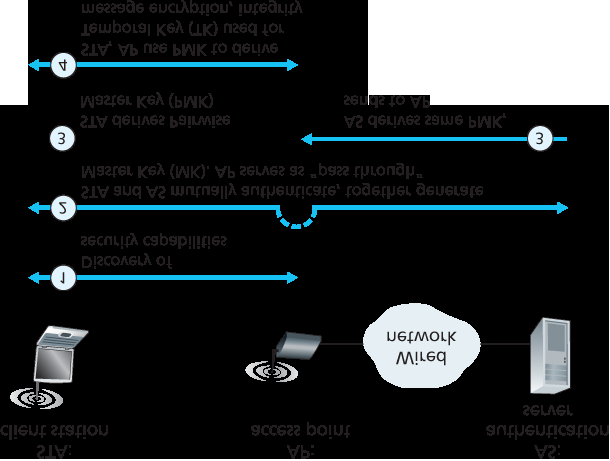 STA:
client station
AP:
access point
AS:
authentication
server
Wired
network
1
Discovery of
security capabilities
2
STA and AS mutually authenticate, together generate
Master Key (MK). AP serves as "pass through"
3
STA derives Pairwise
Master Key (PMK)
3
AS derives same PMK,
sends to AP
4
STA, AP use PMK to derive
Temporal Key (TK) used for
message encryption, integrity